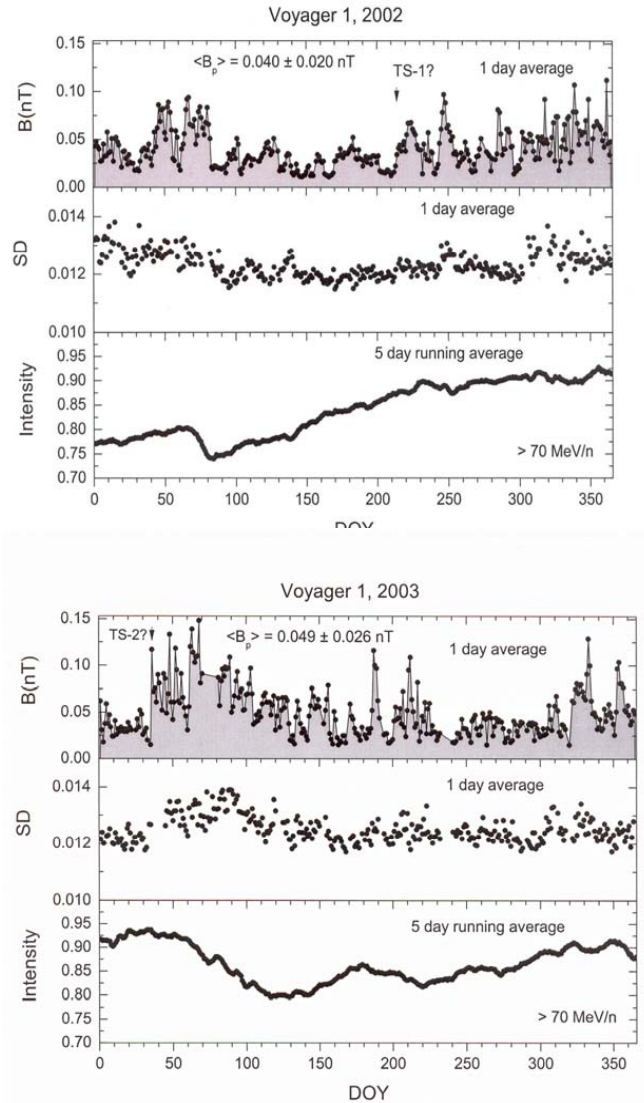 Voyager 1, 2002
0.15
<B_p> = 0.040 ± 0.020 nT
TS-1?
1 day average
0.10
B(nT)
0.05
0.00
0.014
1 day average
SD
0.012
0.010
0.95
5 day running average
0.90
Intensity
0.85
0.80
0.75
> 70 MeV/n
0.70
0 50 100 150 200 250 300 350
DOY
Voyager 1, 2003
0.15
TS-2?
<B_p> = 0.049 ± 0.026 nT
1 day average
0.10
B(nT)
0.05
0.00
0.014
1 day average
SD
0.012
0.010
0.95
5 day running average
0.90
Intensity
0.85
0.80
0.75
> 70 MeV/n
0.70
0 50 100 150 200 250 300 350
DOY